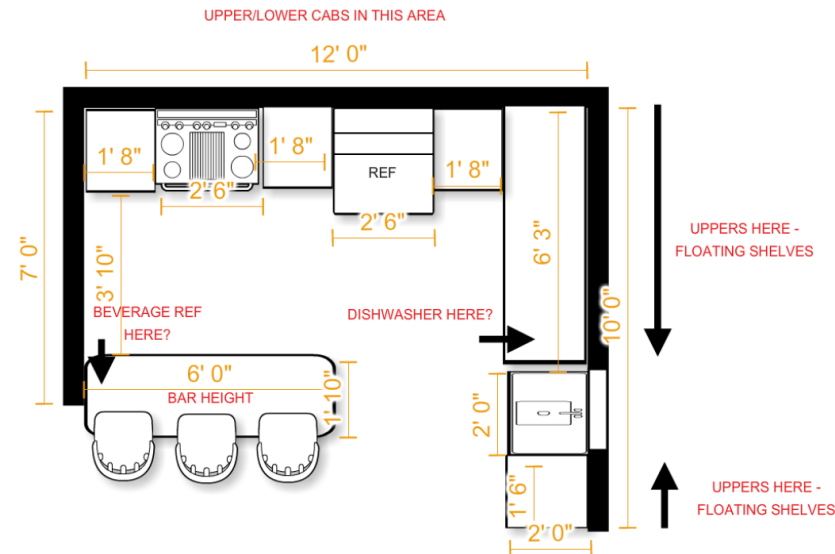 UPPER/LOWER CABS IN THIS AREA
12' 0"
1' 8"
2' 6"
1' 8"
REF
2' 6"
1' 8"
6' 3"
UPPERS HERE -
FLOATING SHELVES
7' 0"
3' 10"
10' 0"
BEVERAGE REF
HERE?
DISHWASHER HERE?
6' 0"
BAR HEIGHT
1' 10"
2' 0"
1' 6"
UPPERS HERE -
FLOATING SHELVES
2' 0"